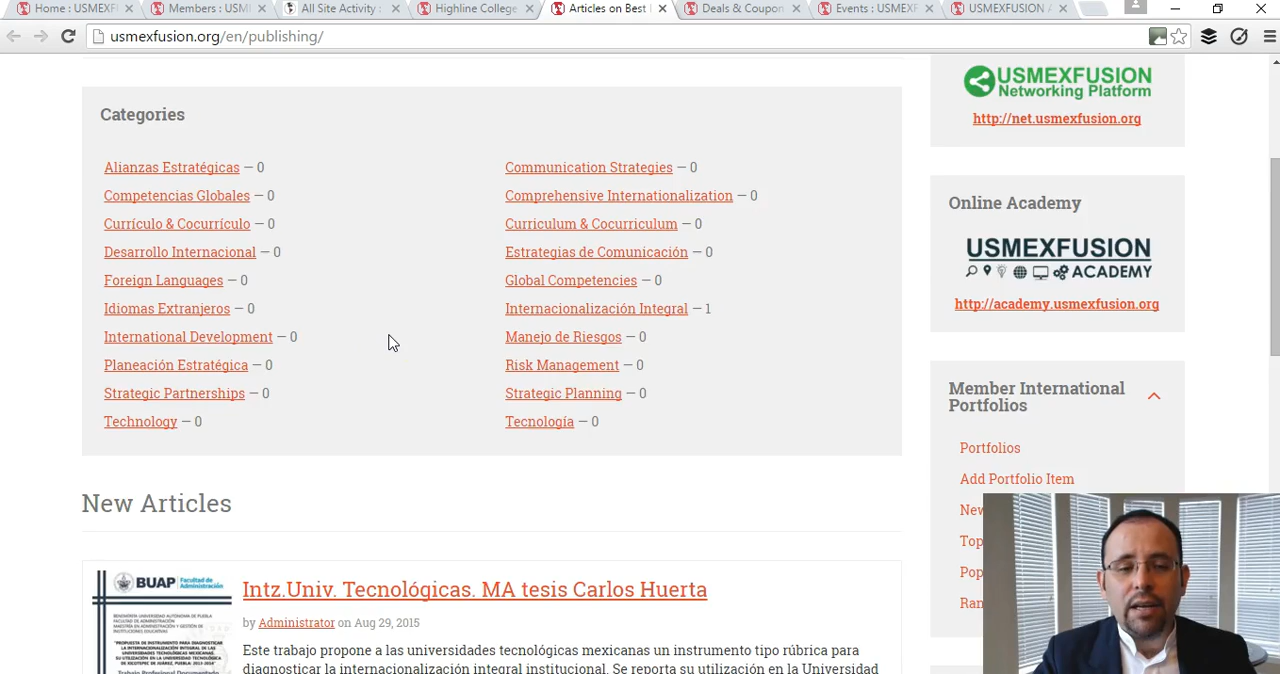 Home : USMEXF
Members : USMI
All Site Activity :
Highline College
Articles on Best
Deals & Coupon
Events : USMEXF
USMEXFUSION A
usmexfusion.org/en/publishing/
Categories
Alianzas Estratégicas — 0
Communication Strategies — 0
Competencias Globales — 0
Comprehensive Internationalization — 0
Currículo & Cocurrículo — 0
Curriculum & Cocurriculum — 0
Desarrollo Internacional — 0
Estrategias de Comunicación — 0
Foreign Languages — 0
Global Competencies — 0
Idiomas Extranjeros — 0
Internacionalización Integral — 1
International Development — 0
Manejo de Riesgos — 0
Planeación Estratégica — 0
Risk Management — 0
Strategic Partnerships — 0
Strategic Planning — 0
Technology — 0
Tecnología — 0
New Articles
BUAP Facultad de Administración
Intz.Univ. Tecnológicas. MA tesis Carlos Huerta
by Administrator on Aug 29, 2015
Este trabajo propone a las universidades tecnológicas mexicanas un instrumento tipo rúbrica para
diagnosticar la internacionalización integral institucional. Se reporta su utilización en la Universidad
USMEXFUSION
Networking Platform
http://net.usmexfusion.org
Online Academy
USMEXFUSION
ACADEMY
http://academy.usmexfusion.org
Member International
Portfolios
Portfolios
Add Portfolio Item
New
Top
Pop
Ran